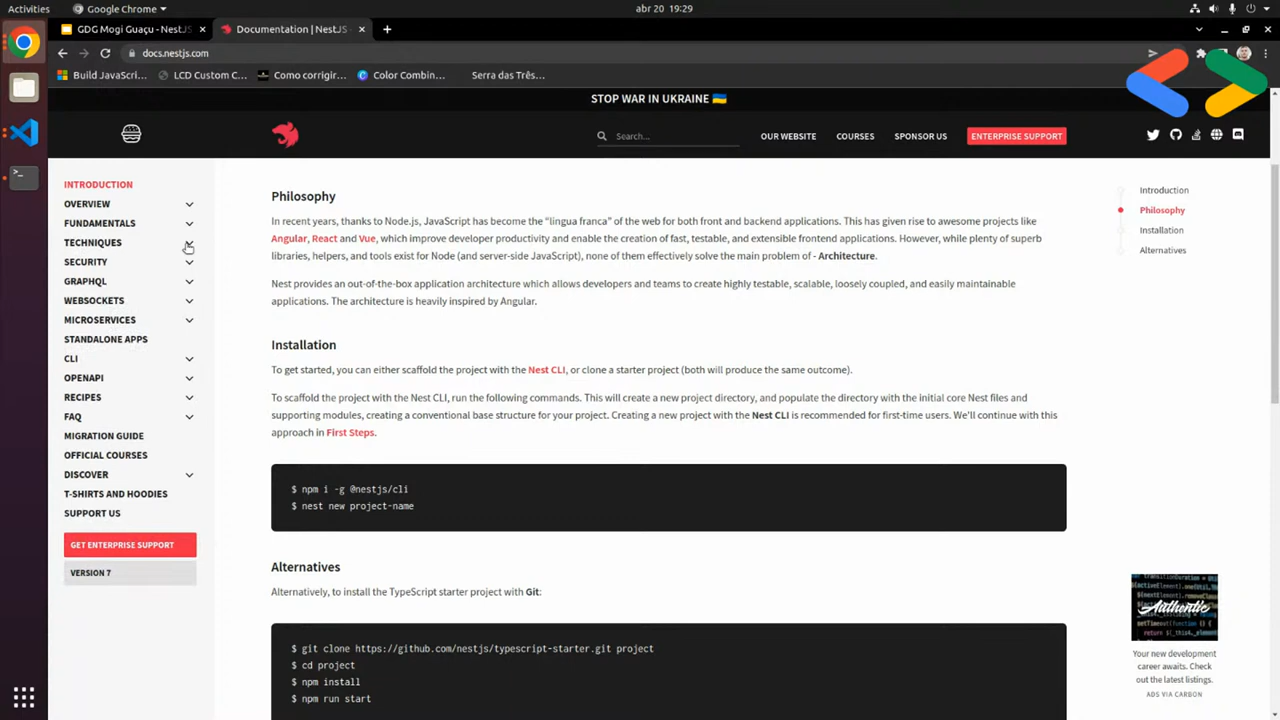 Activities
Google Chrome
abr 20 19:29
GDG Mogi Guaçu - NestJS
Documentation | NestJS -
docs.nestjs.com
Build JavaScri...
LCD Custom C...
Como corrigir...
Color Combin...
Serra das Três...
STOP WAR IN UKRAINE 🇺🇦
Search...
OUR WEBSITE
COURSES
SPONSOR US
ENTERPRISE SUPPORT
INTRODUCTION
OVERVIEW
FUNDAMENTALS
TECHNIQUES
SECURITY
GRAPHQL
WEBSOCKETS
MICROSERVICES
STANDALONE APPS
CLI
OPENAPI
RECIPES
FAQ
MIGRATION GUIDE
OFFICIAL COURSES
DISCOVER
T-SHIRTS AND HOODIES
SUPPORT US
GET ENTERPRISE SUPPORT
VERSION 7
Philosophy
In recent years, thanks to Node.js, JavaScript has become the “lingua franca” of the web for both front and backend applications. This has given rise to awesome projects like
Angular, React and Vue, which improve developer productivity and enable the creation of fast, testable, and extensible frontend applications. However, while plenty of superb
libraries, helpers, and tools exist for Node (and server-side JavaScript), none of them effectively solve the main problem of - Architecture.
Nest provides an out-of-the-box application architecture which allows developers and teams to create highly testable, scalable, loosely coupled, and easily maintainable
applications. The architecture is heavily inspired by Angular.
Installation
To get started, you can either scaffold the project with the Nest CLI, or clone a starter project (both will produce the same outcome).
To scaffold the project with the Nest CLI, run the following commands. This will create a new project directory, and populate the directory with the initial core Nest files and
supporting modules, creating a conventional base structure for your project. Creating a new project with the Nest CLI is recommended for first-time users. We'll continue with this
approach in First Steps.
$ npm i -g @nestjs/cli
$ nest new project-name
Alternatives
Alternatively, to install the TypeScript starter project with Git:
$ git clone https://github.com/nestjs/typescript-starter.git project
$ cd project
$ npm install
$ npm run start
Introduction
Philosophy
Installation
Alternatives
Authentic
Your new development
career awaits. Check
out the latest listings.
ADS VIA CARBON